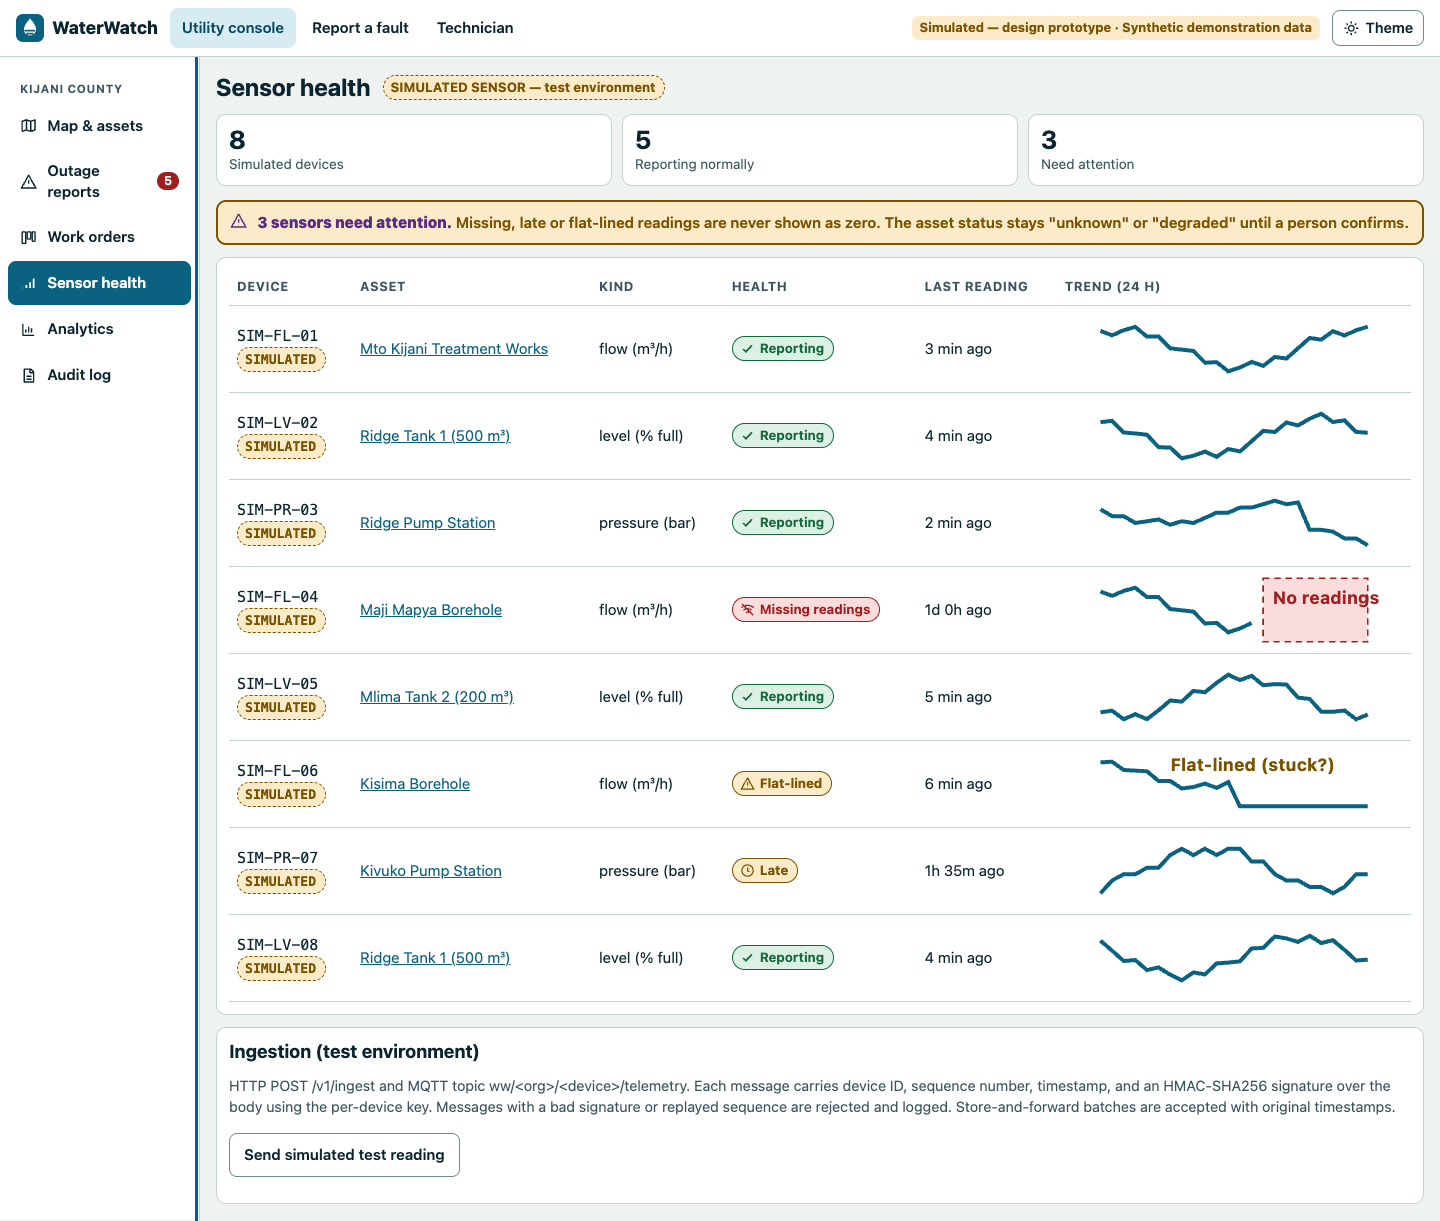 WaterWatch
Utility console
Report a fault
Technician
Simulated — design prototype · Synthetic demonstration data
Theme
KIJANI COUNTY
Map & assets
Outage
reports
5
Work orders
Sensor health
Analytics
Audit log
Sensor health
SIMULATED SENSOR — test environment
8
Simulated devices
5
Reporting normally
3
Need attention
3 sensors need attention. Missing, late or flat-lined readings are never shown as zero. The asset status stays "unknown" or "degraded" until a person confirms.
DEVICE ASSET KIND HEALTH LAST READING TREND (24 H)
SIM-FL-01
SIMULATED
Mto Kijani Treatment Works flow (m³/h) Reporting 3 min ago
SIM-LV-02
SIMULATED
Ridge Tank 1 (500 m³) level (% full) Reporting 4 min ago
SIM-PR-03
SIMULATED
Ridge Pump Station pressure (bar) Reporting 2 min ago
SIM-FL-04
SIMULATED
Maji Mapya Borehole flow (m³/h) Missing readings 1d 0h ago No readings
SIM-LV-05
SIMULATED
Mlima Tank 2 (200 m³) level (% full) Reporting 5 min ago
SIM-FL-06
SIMULATED
Kisima Borehole flow (m³/h) Flat-lined 6 min ago Flat-lined (stuck?)
SIM-PR-07
SIMULATED
Kivuko Pump Station pressure (bar) Late 1h 35m ago
SIM-LV-08
SIMULATED
Ridge Tank 1 (500 m³) level (% full) Reporting 4 min ago
Ingestion (test environment)
HTTP POST /v1/ingest and MQTT topic ww/<org>/<device>/telemetry. Each message carries device ID, sequence number, timestamp, and an HMAC-SHA256 signature over the
body using the per-device key. Messages with a bad signature or replayed sequence are rejected and logged. Store-and-forward batches are accepted with original timestamps.
Send simulated test reading